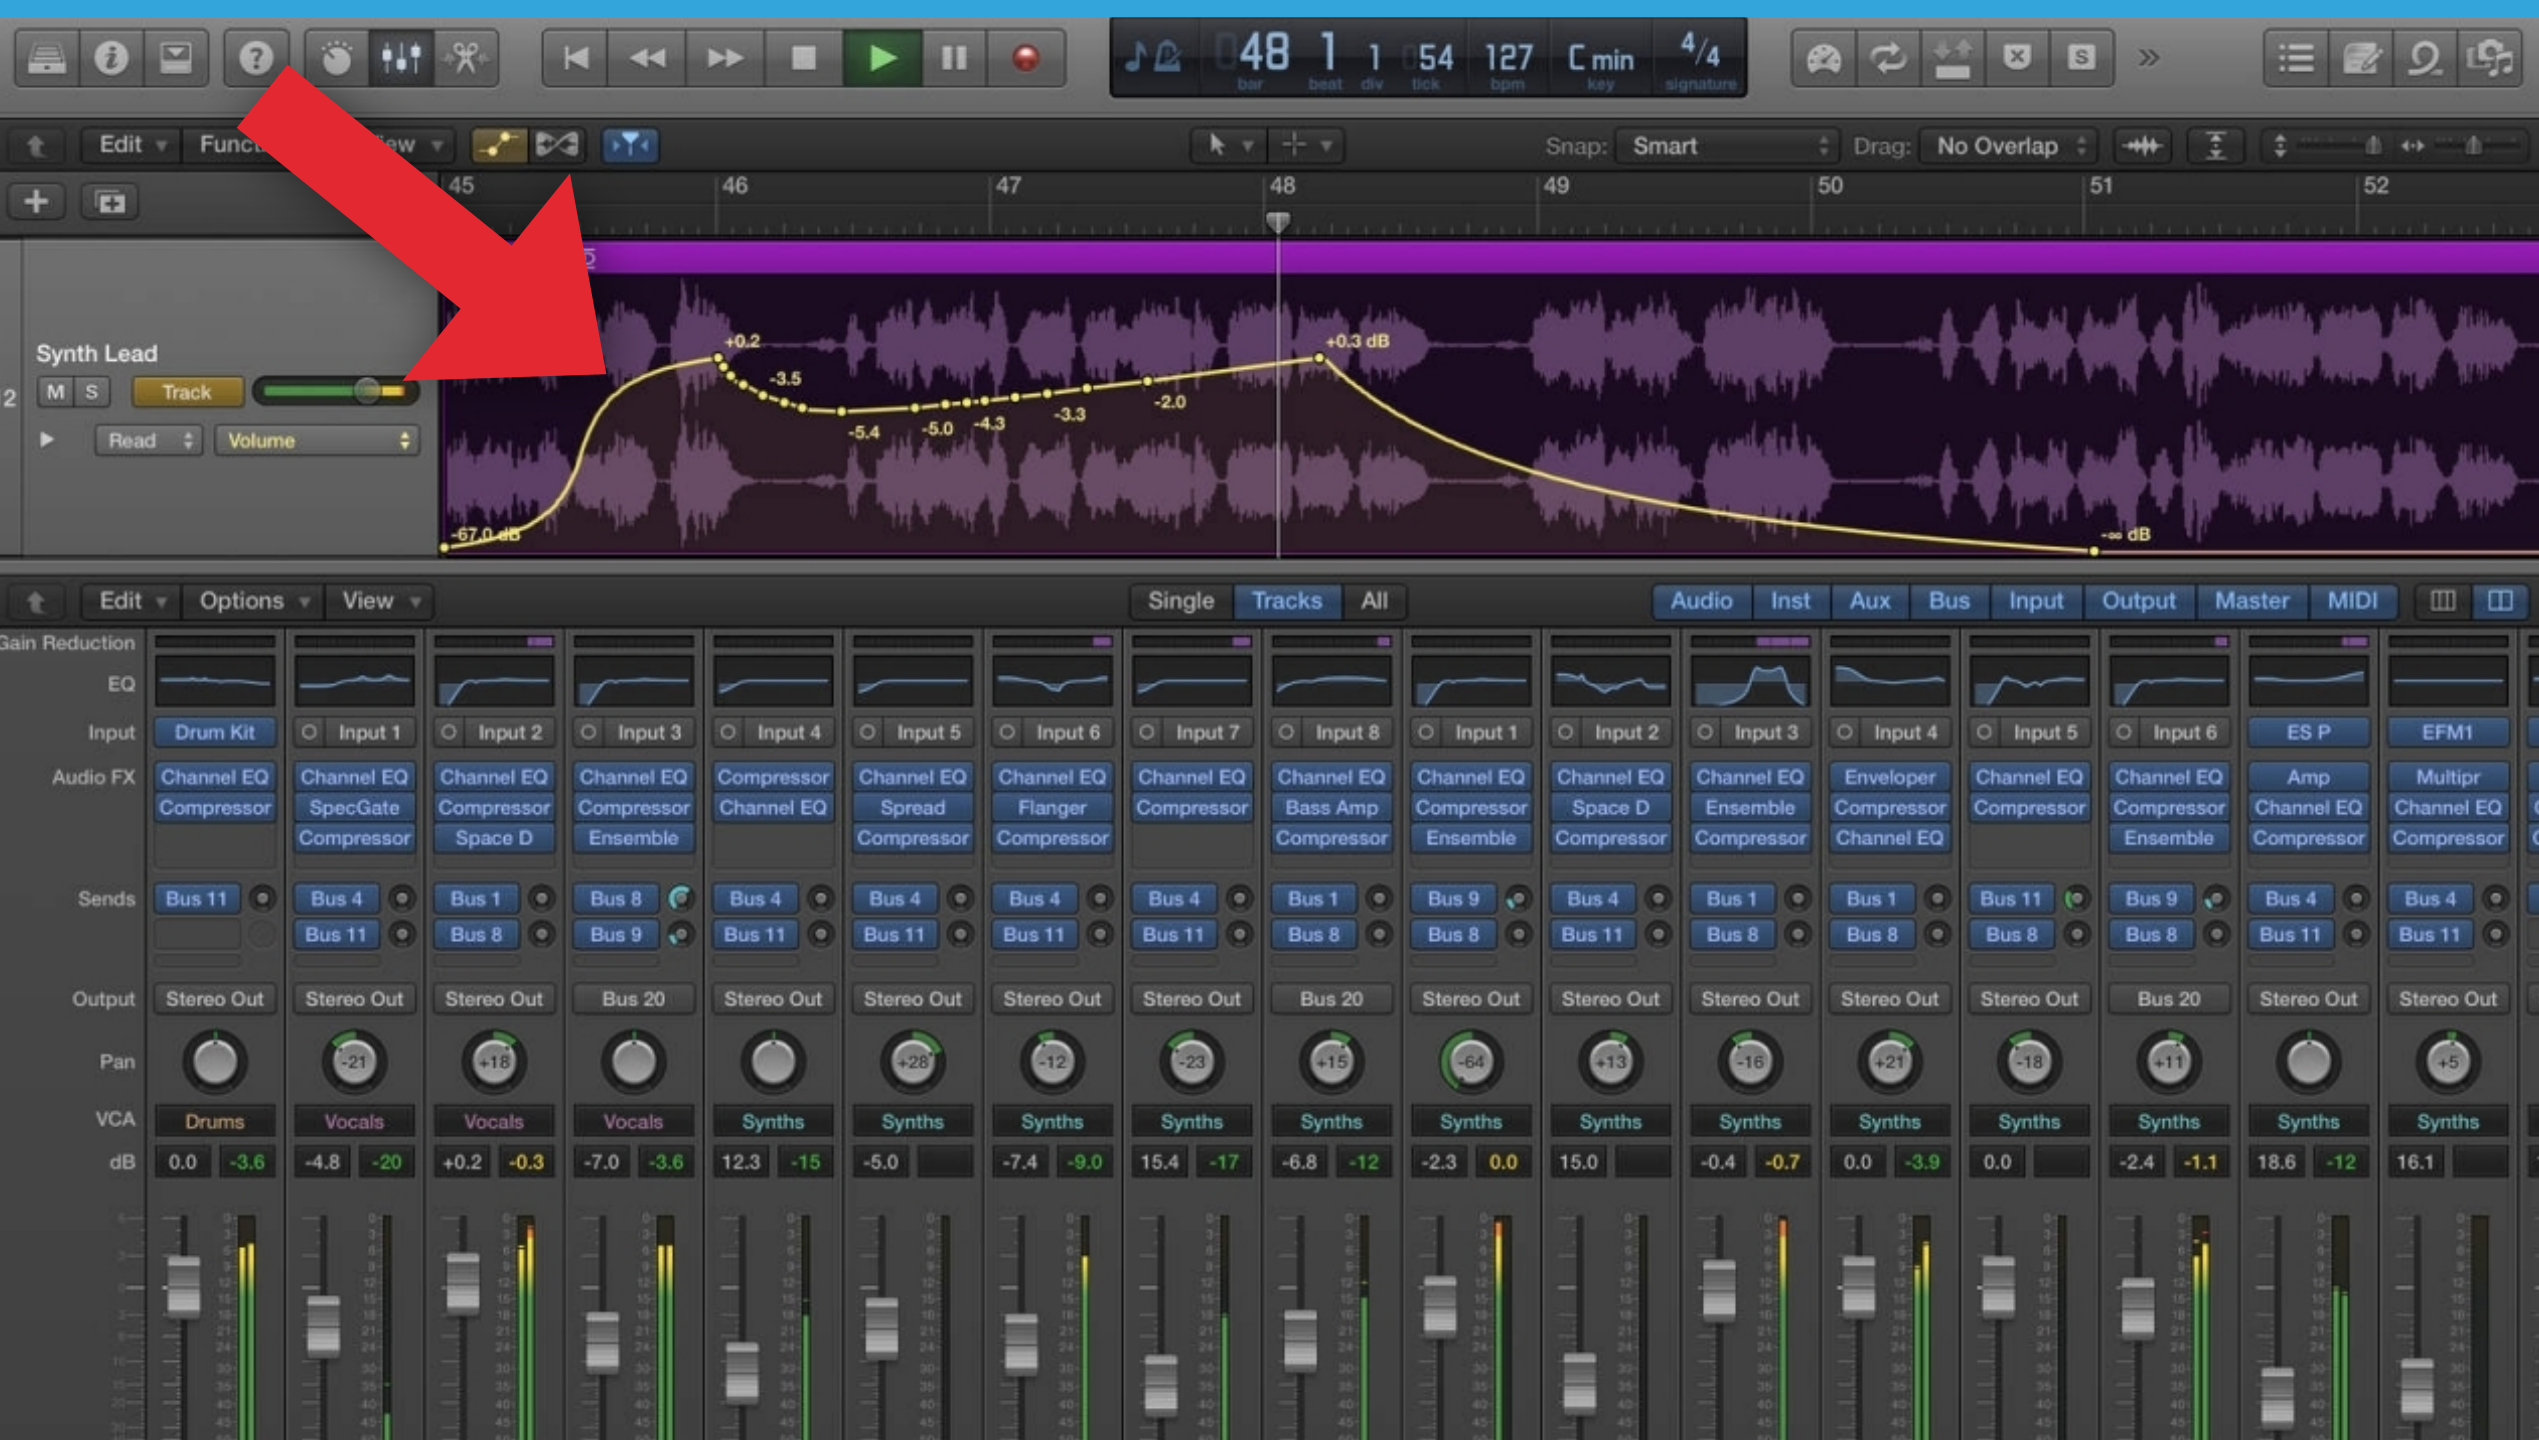 48 1 1 54 127 C min 4/4
bar beat div tick bpm key signature
Edit Funct iew Snap: Smart Drag: No Overlap
45 46 47 48 49 50 51 52
+0.2 +0.3 dB
Synth Lead
-3.5
2 M S Track
-2.0
-3.3
-5.4 -5.0 -4.3
Read Volume
-67.0 dB -∞ dB
Edit Options View Single Tracks All Audio Inst Aux Bus Input Output Master MIDI
Gain Reduction
EQ
Input Drum Kit Input 1 Input 2 Input 3 Input 4 Input 5 Input 6 Input 7 Input 8 Input 1 Input 2 Input 3 Input 4 Input 5 Input 6 ES P EFM1
Audio FX Channel EQ Channel EQ Channel EQ Channel EQ Compressor Channel EQ Channel EQ Channel EQ Channel EQ Channel EQ Channel EQ Channel EQ Enveloper Channel EQ Channel EQ Amp Multipr
Compressor SpecGate Compressor Compressor Channel EQ Spread Flanger Compressor Bass Amp Compressor Space D Ensemble Compressor Compressor Compressor Channel EQ Channel EQ
Compressor Space D Ensemble Compressor Compressor Compressor Ensemble Compressor Compressor Channel EQ Ensemble Compressor Compressor
Sends Bus 11 Bus 4 Bus 1 Bus 8 Bus 4 Bus 4 Bus 4 Bus 4 Bus 1 Bus 9 Bus 4 Bus 1 Bus 1 Bus 11 Bus 9 Bus 4 Bus 4
Bus 11 Bus 8 Bus 9 Bus 11 Bus 11 Bus 11 Bus 11 Bus 8 Bus 8 Bus 11 Bus 8 Bus 8 Bus 8 Bus 8 Bus 11 Bus 11
Output Stereo Out Stereo Out Stereo Out Bus 20 Stereo Out Stereo Out Stereo Out Stereo Out Bus 20 Stereo Out Stereo Out Stereo Out Stereo Out Stereo Out Bus 20 Stereo Out Stereo Out
Pan -21 +18 +28 -12 -23 +15 -64 +13 -16 +21 -18 +11 +5
VCA Drums Vocals Vocals Vocals Synths Synths Synths Synths Synths Synths Synths Synths Synths Synths Synths Synths Synths
dB 0.0 -3.6 -4.8 -20 +0.2 -0.3 -7.0 -3.6 12.3 -15 -5.0 -7.4 -9.0 15.4 -17 -6.8 -12 -2.3 0.0 15.0 -0.4 -0.7 0.0 -3.9 0.0 -2.4 -1.1 18.6 -12 16.1